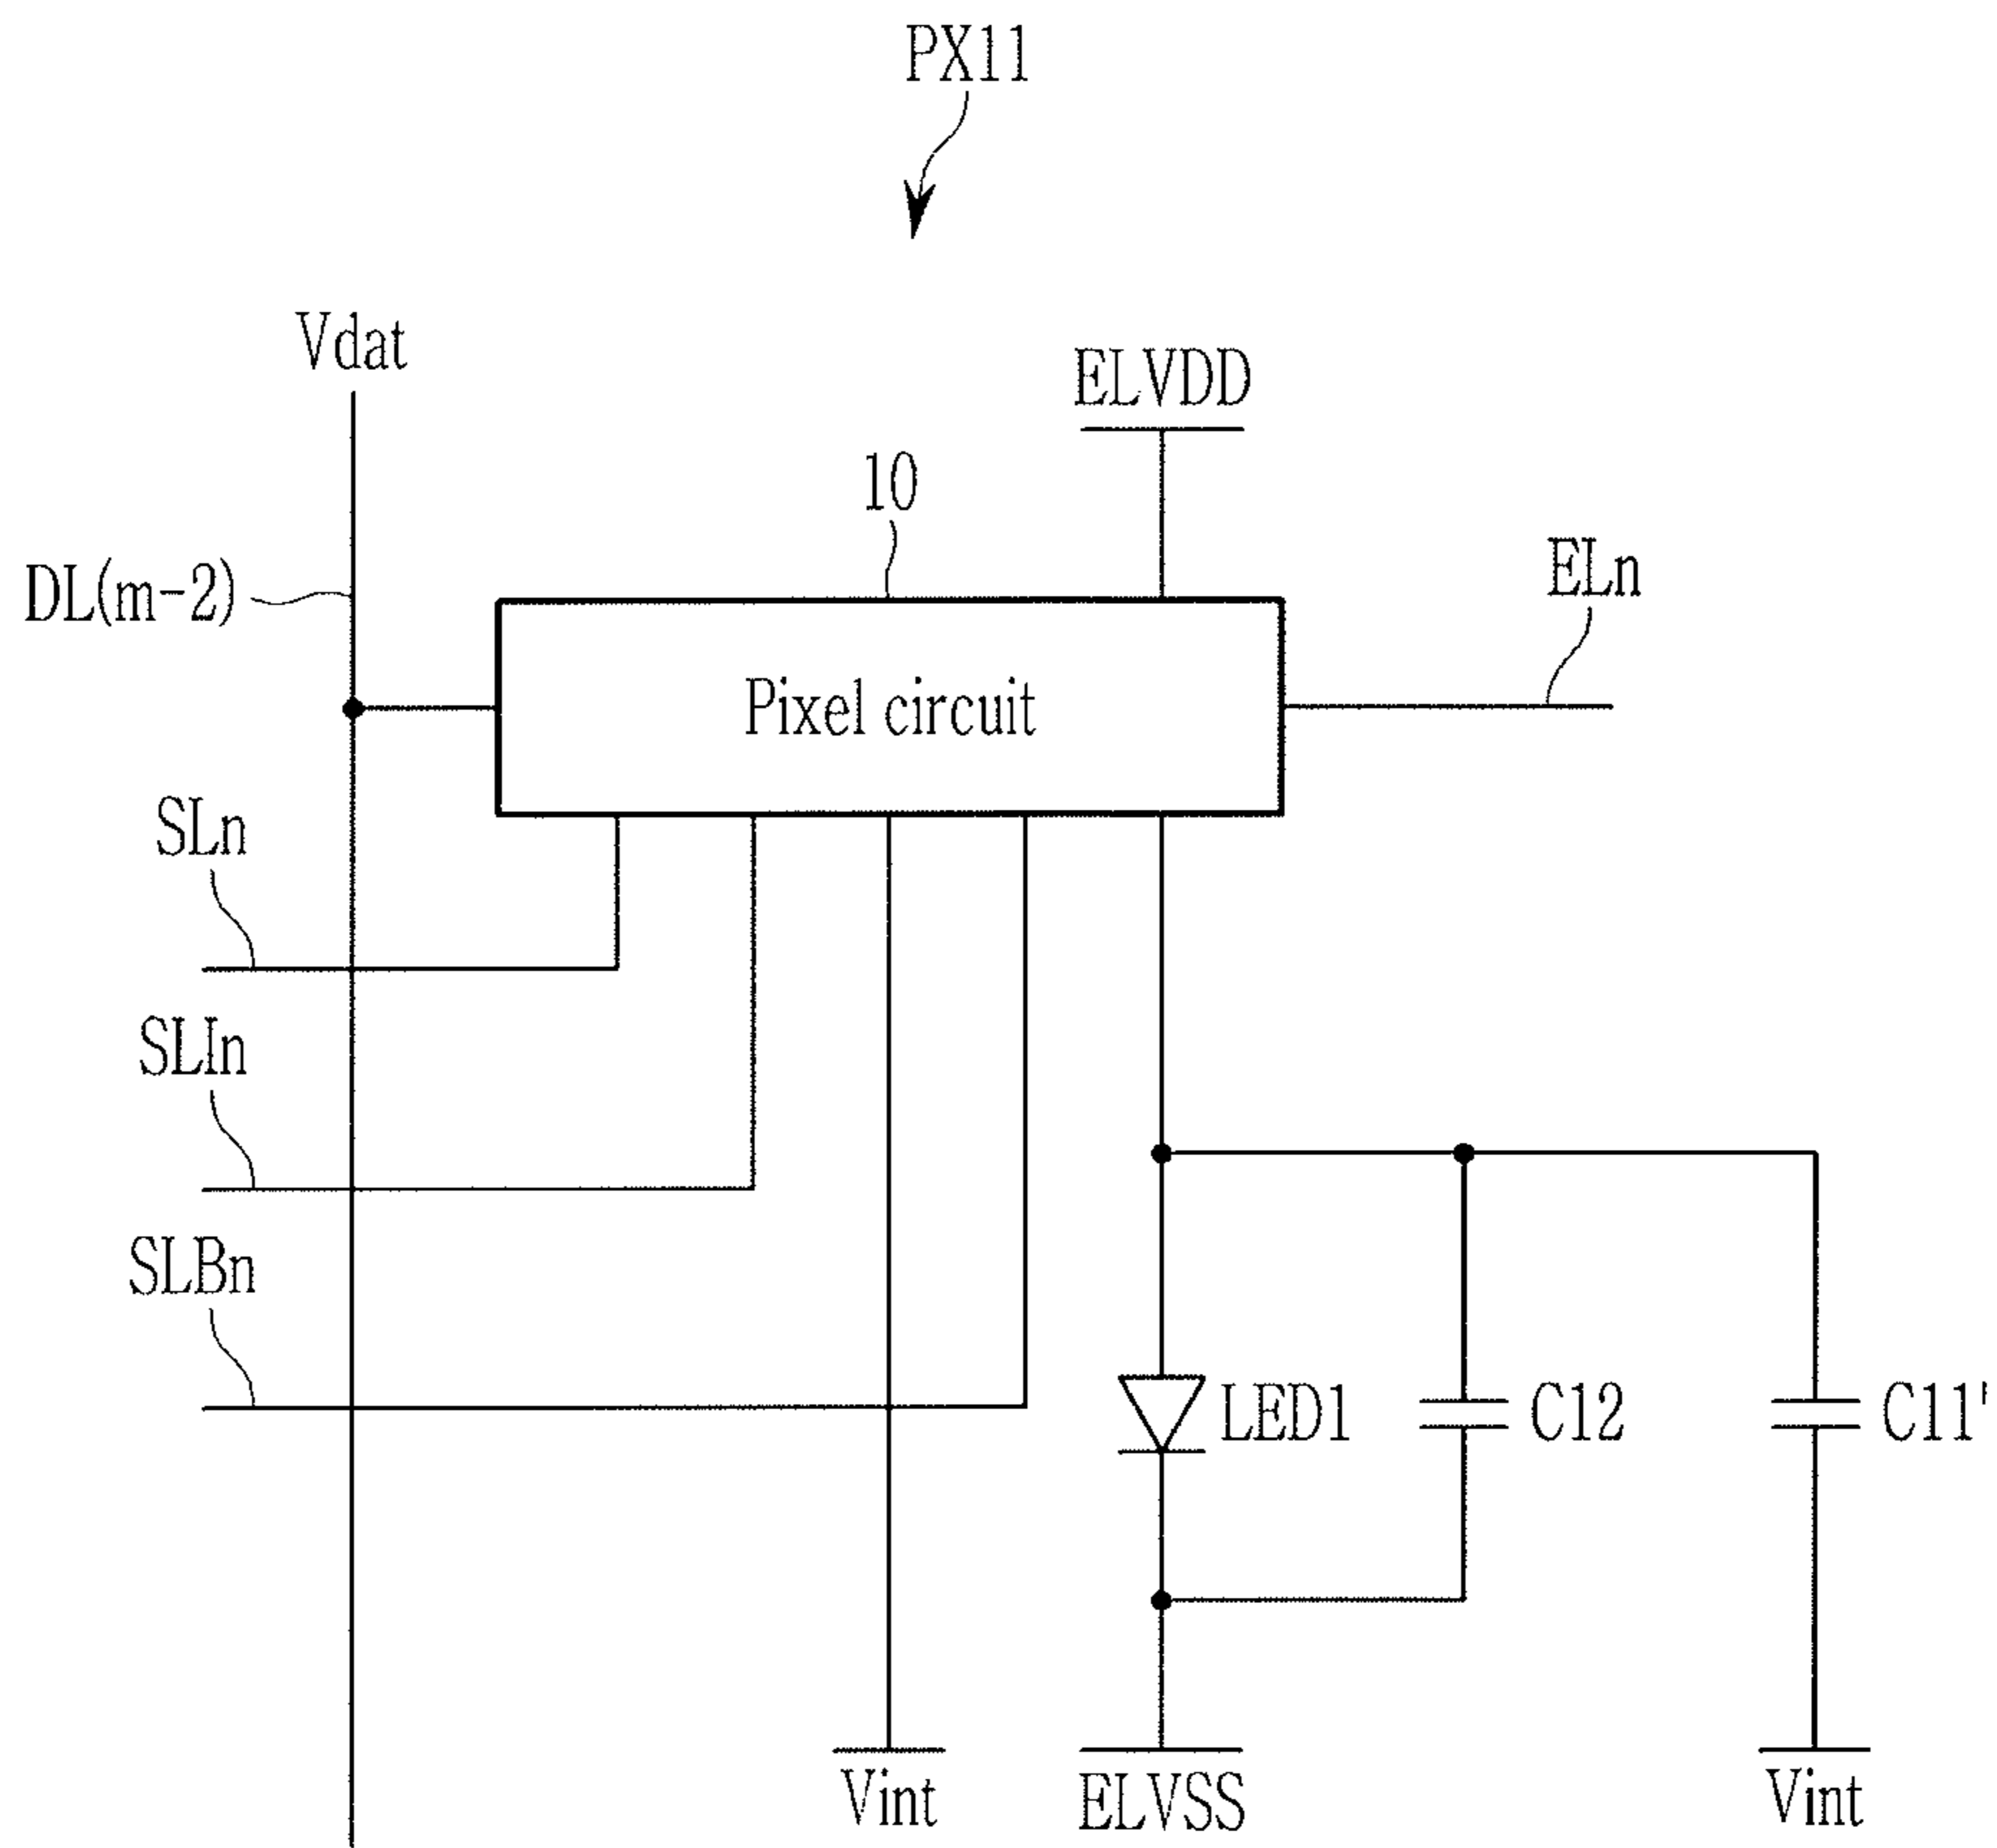 PX11
Vdat
ELVDD
10
DL(m-2)
ELn
Pixel circuit
SLn
SLIn
SLBn
LED1
C12
C11'
Vint
ELVSS
Vint